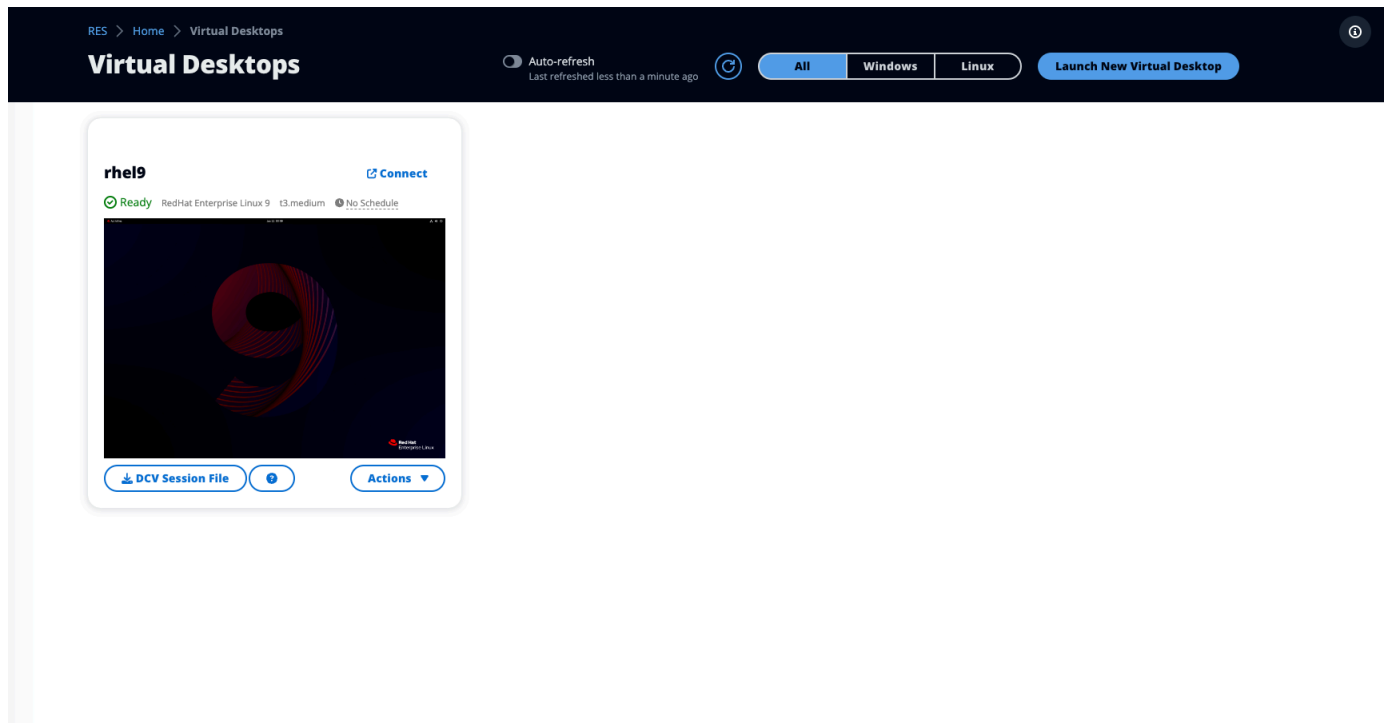 RES > Home > Virtual Desktops
Virtual Desktops
Auto-refresh
Last refreshed less than a minute ago
All Windows Linux
Launch New Virtual Desktop
rhel9
Connect
Ready RedHat Enterprise Linux 9 t3.medium No Schedule
Red Hat
Enterprise Linux
DCV Session File
Actions